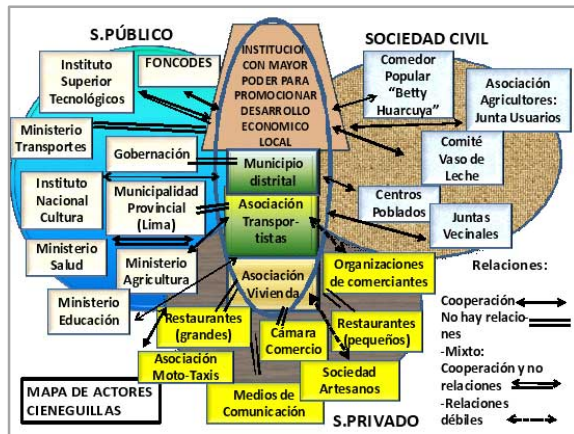 S.PÚBLICO
SOCIEDAD CIVIL
Instituto
Superior
Tecnológicos
FONCODES
INSTITUCION
CON MAYOR
PODER PARA
PROMOCIONAR
DESARROLLO
ECONOMICO
LOCAL
Comedor
Popular
“Betty
Huarcuya”
Asociación
Agricultores:
Junta Usuarios
Ministerio
Transportes
Gobernación
Municipio
distrital
Comité
Vaso de
Leche
Instituto
Nacional
Cultura
Municipalidad
Provincial
(Lima)
Asociación
Transpor-
tistas
Centros
Poblados
Juntas
Vecinales
Ministerio
Salud
Ministerio
Agricultura
Asociación
Vivienda
Organizaciones
de comerciantes
Ministerio
Educación
Restaurantes
(grandes)
Cámara
Comercio
Restaurantes
(pequeños)
Asociación
Moto-Taxis
Medios de
Comunicación
Sociedad
Artesanos
S.PRIVADO
MAPA DE ACTORES
CIENEGUILLAS
Relaciones:
Cooperación
No hay relacio-
nes
-Mixto:
Cooperación y no
relaciones
-Relaciones
débiles